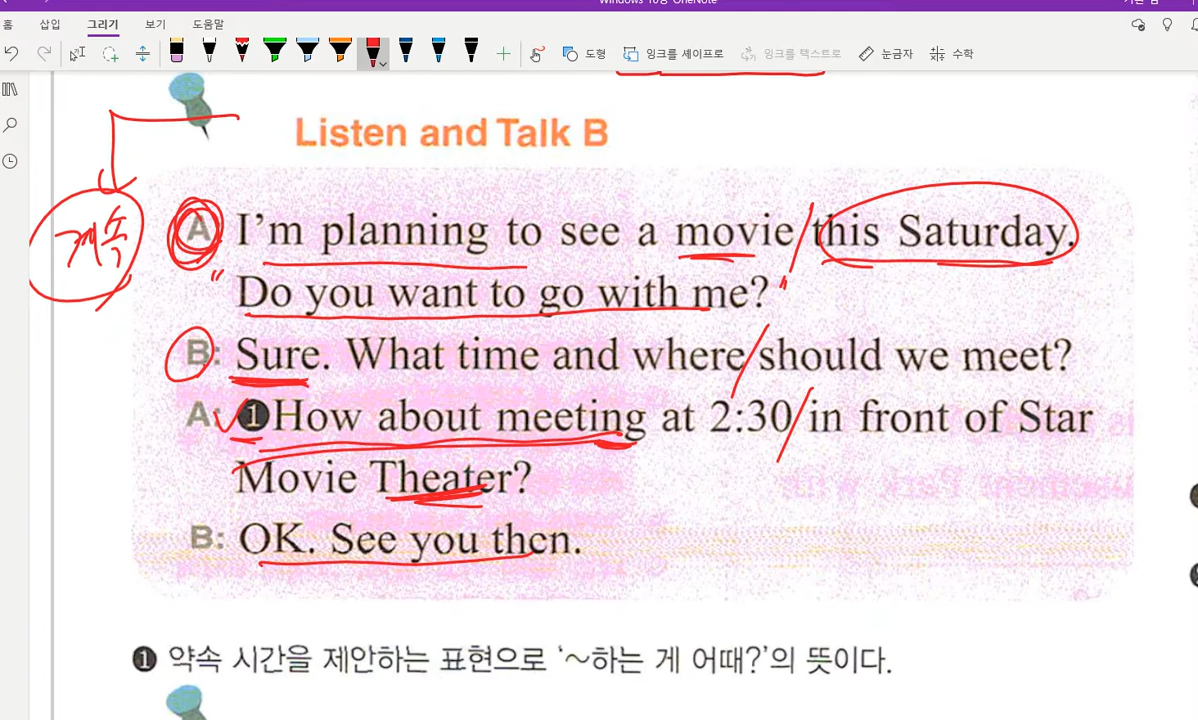 Windows 10용 OneNote
홈 삽입 그리기 보기 도움말
도형 잉크를 셰이프로 잉크를 텍스트로 눈금자 수학
Listen and Talk B
계속
A I'm planning to see a movie this Saturday.
" Do you want to go with me? "
B: Sure. What time and where should we meet?
A: ❶How about meeting at 2:30 in front of Star
Movie Theater?
B: OK. See you then.
❶ 약속 시간을 제안하는 표현으로 '~하는 게 어때?'의 뜻이다.